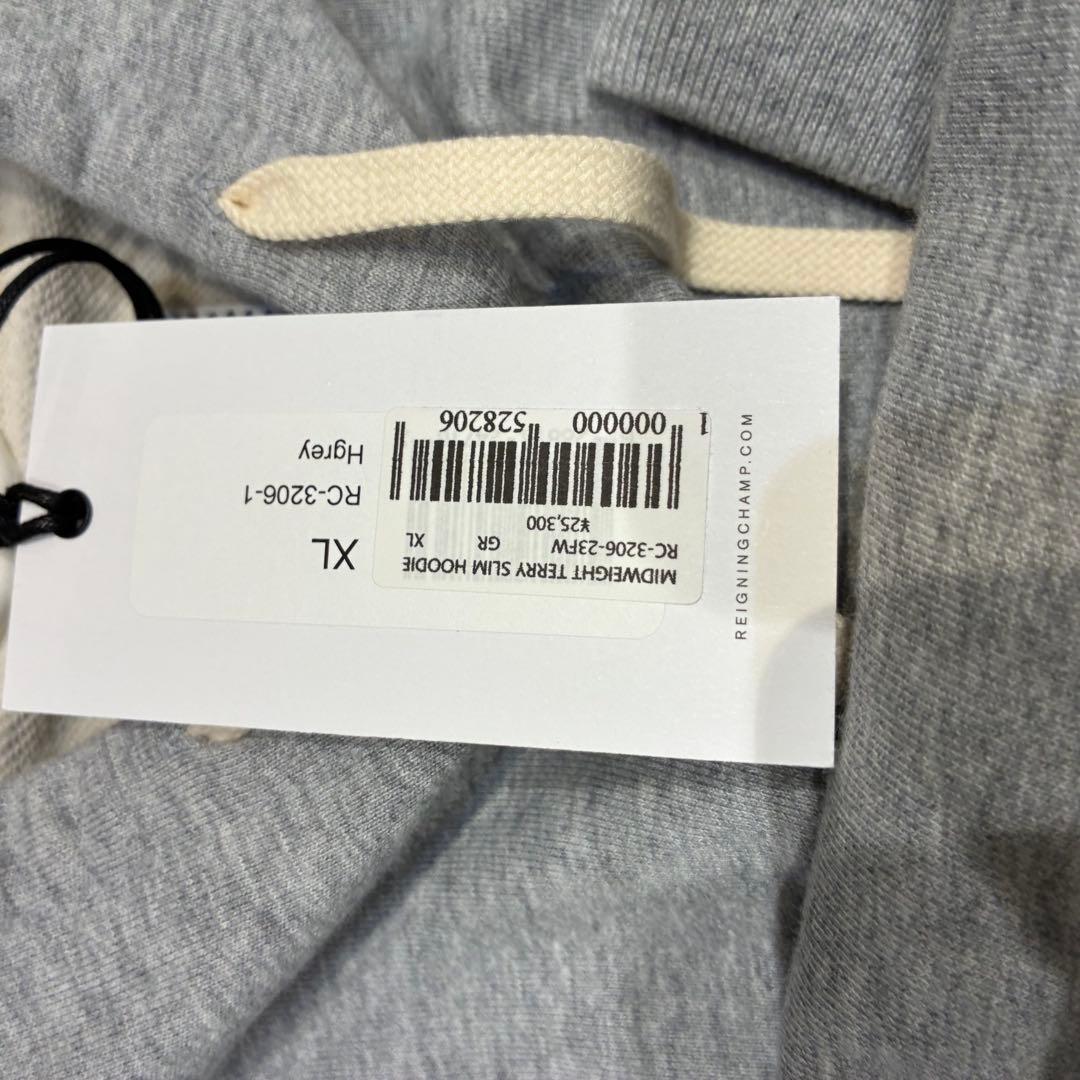 MIDWEIGHT TERRY SLIM HOODIE
RC-3206-23FW GR XL
¥25,300
1 000000 528206
XL
RC-3206-1
Hgrey
REIGNINGCHAMP.COM